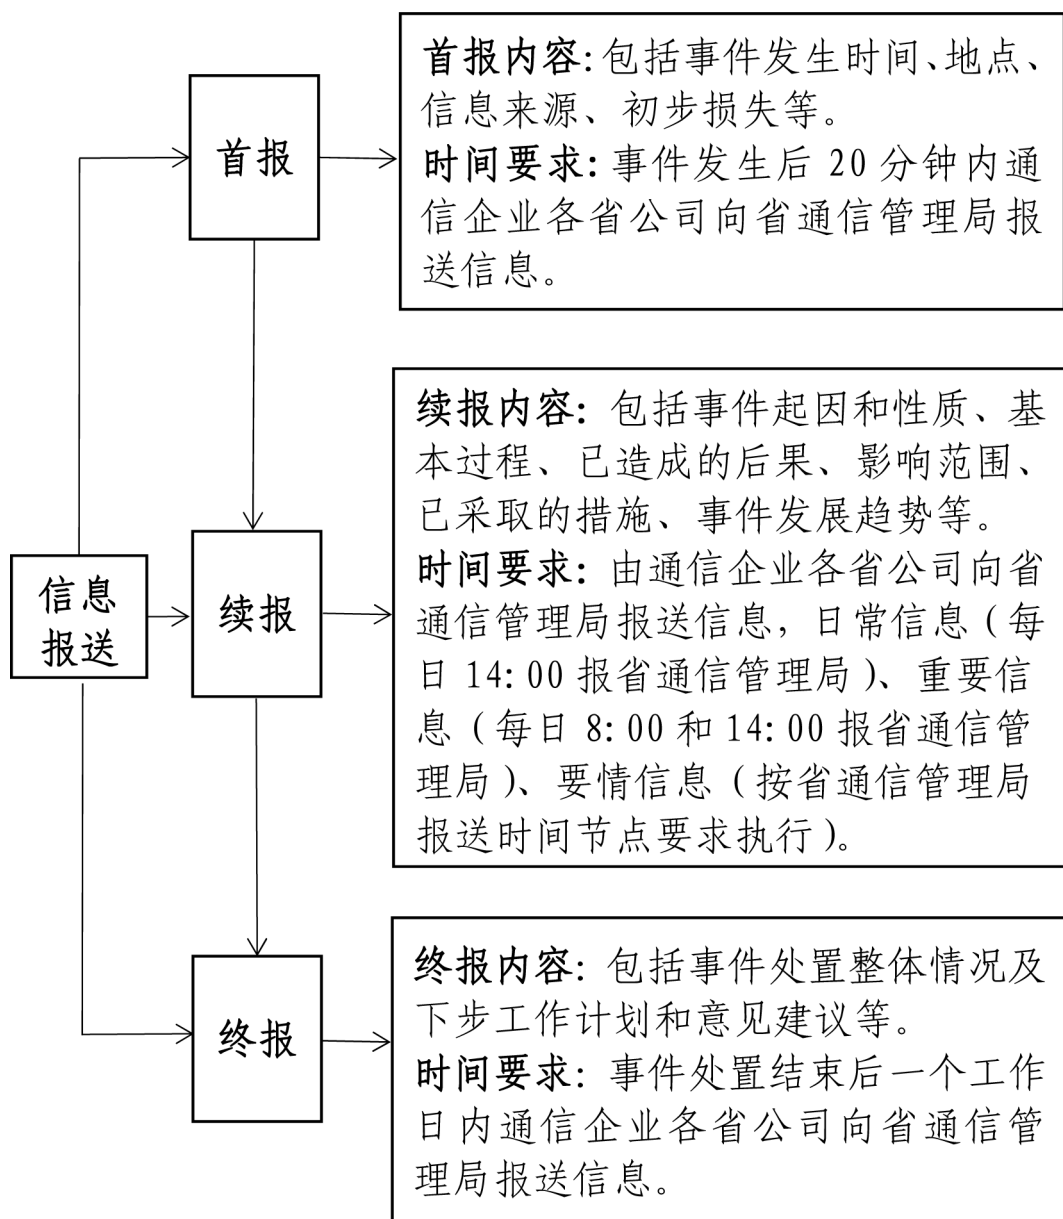 首报
首报内容：包括事件发生时间、地点、
信息来源、初步损失等。
时间要求：事件发生后 20 分钟内通
信企业各省公司向省通信管理局报
送信息。
信息
报送
续报
续报内容：包括事件起因和性质、基
本过程、已造成的后果、影响范围、
已采取的措施、事件发展趋势等。
时间要求：由通信企业各省公司向省
通信管理局报送信息，日常信息（每
日 14:00 报省通信管理局）、重要信
息（每日 8:00 和 14:00 报省通信管
理局）、要情信息（按省通信管理局
报送时间节点要求执行）。
终报
终报内容：包括事件处置整体情况及
下步工作计划和意见建议等。
时间要求：事件处置结束后一个工作
日内通信企业各省公司向省通信管
理局报送信息。